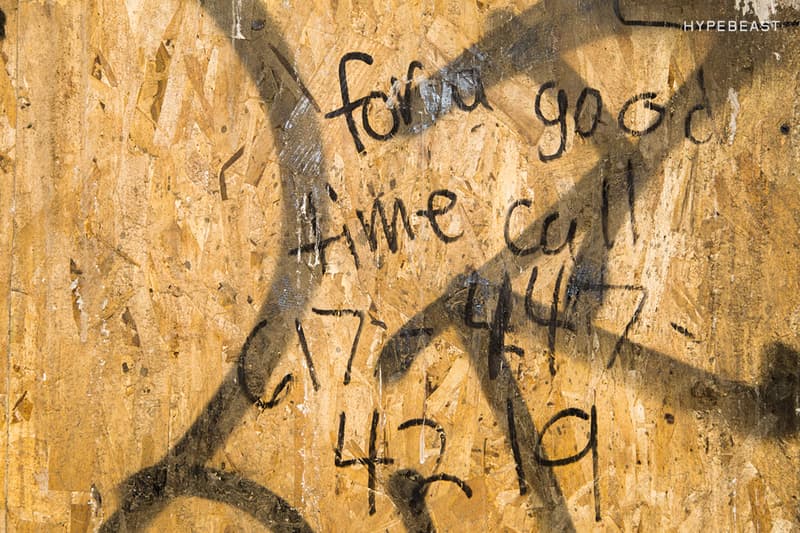 HYPEBEAST
for a good
time call
617-447-
4219